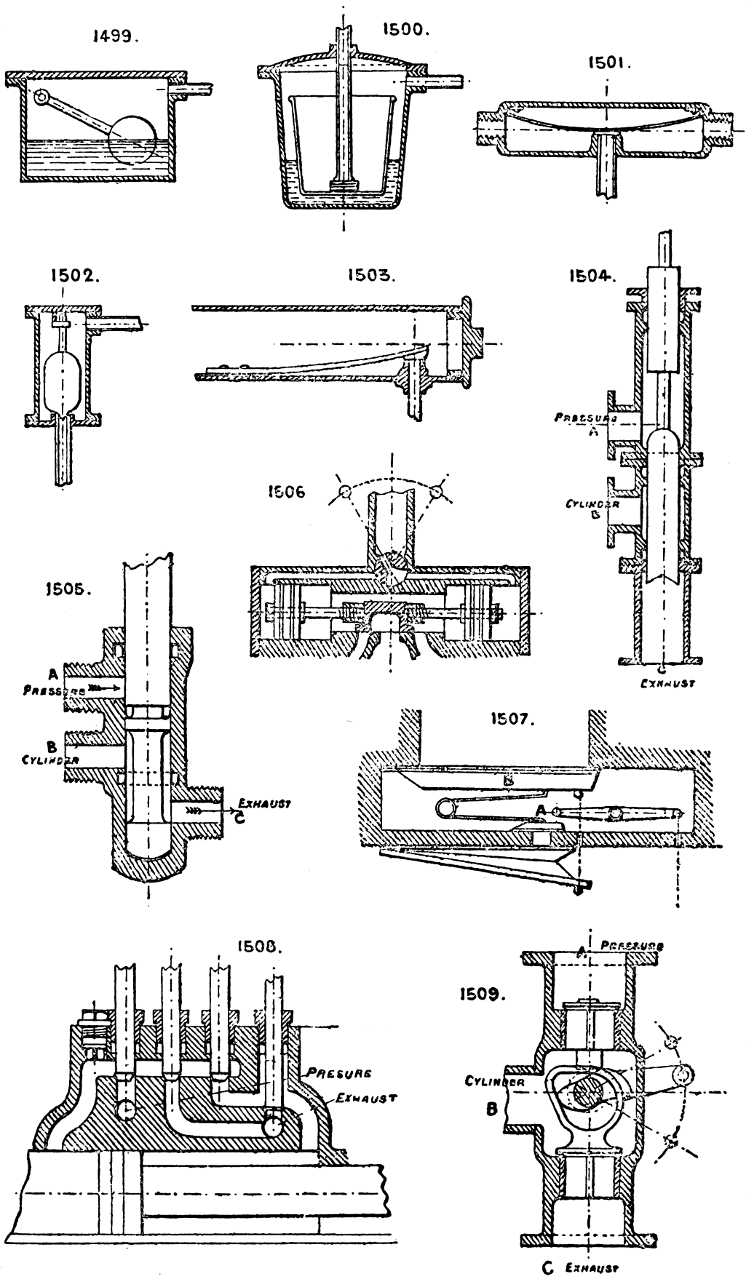 1499.
1500.
1501.
1502.
1503.
1504.
PRESSURE
A
CYLINDER
B
C
EXHAUST
1505.
A
PRESSURE
B
CYLINDER
EXHAUST
C
1506
1507.
B
A
1508.
PRESURE
EXHAUST
1509.
A PRESSURE
CYLINDER
B
C EXHAUST